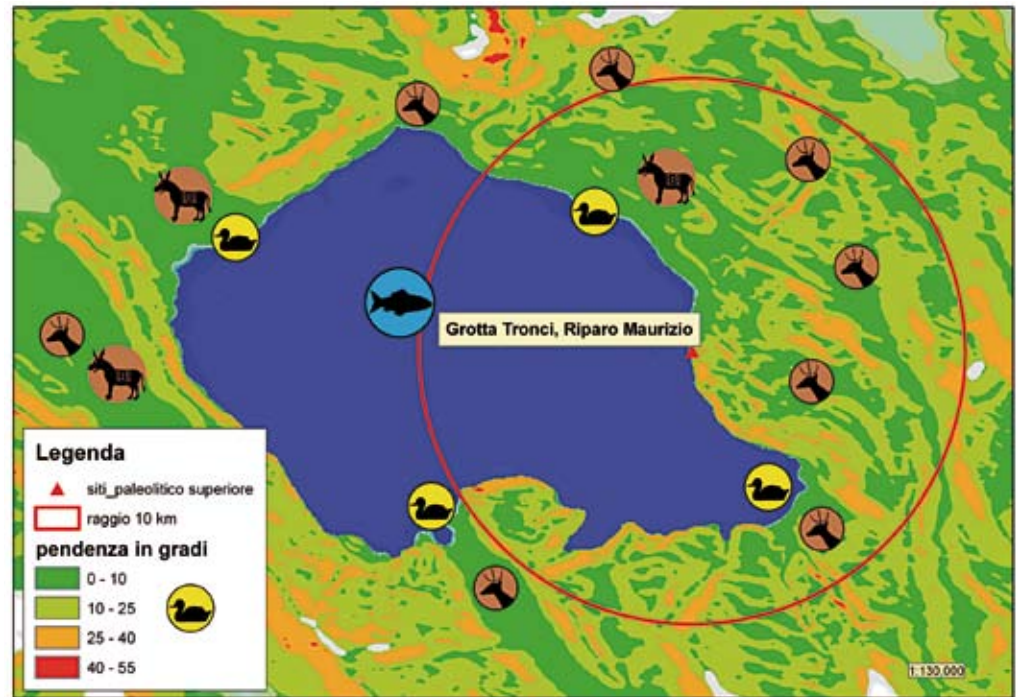 Grotta Tronci, Riparo Maurizio
Legenda
siti_paleolitico superiore
raggio 10 km
pendenza in gradi
0 - 10
10 - 25
25 - 40
40 - 55
1:130,000